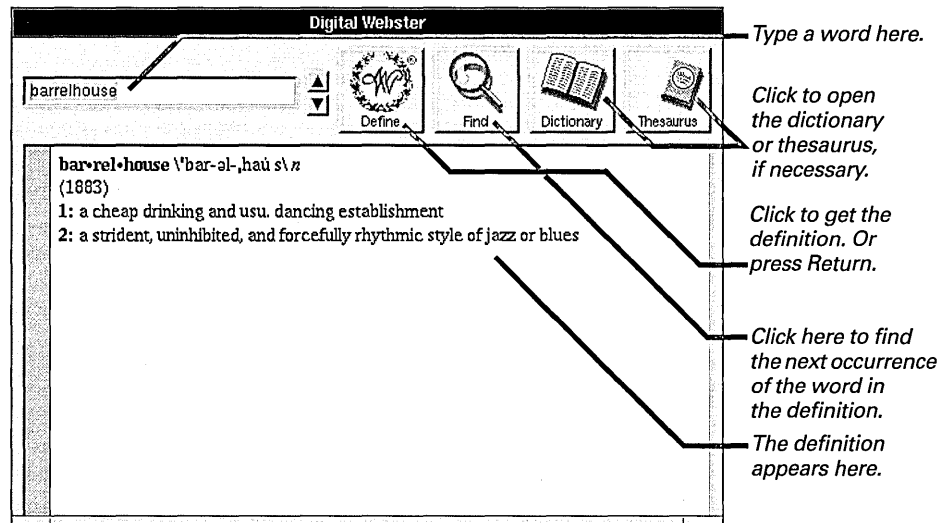 Digital Webster
Type a word here.
barrelhouse
Define
Find
Dictionary
Thesaurus
Click to open
the dictionary
or thesaurus,
if necessary.
bar•rel•house \'bar-əl-,hau̇ s\ n
(1883)
1: a cheap drinking and usu. dancing establishment
2: a strident, uninhibited, and forcefully rhythmic style of jazz or blues
Click to get the
definition. Or
press Return.
Click here to find
the next occurrence
of the word in
the definition.
The definition
appears here.